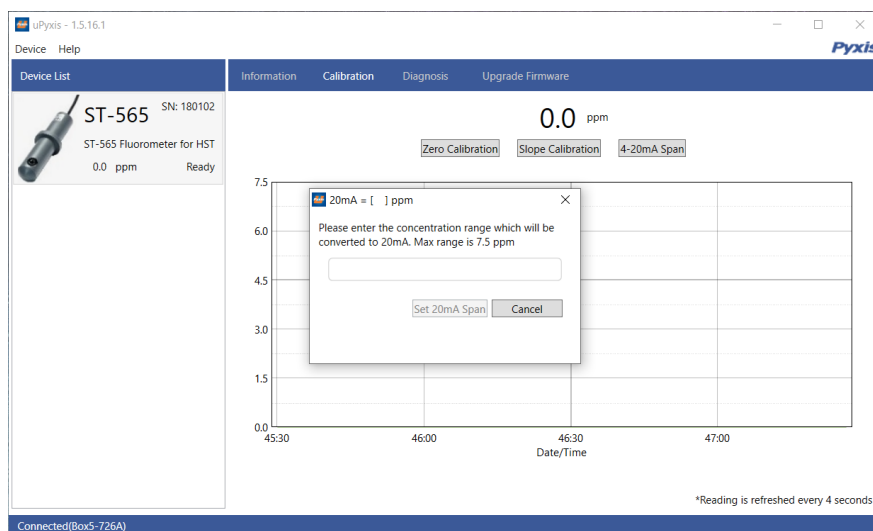 uPyxis - 1.5.16.1
Device Help
Pyxis
Device List
Information Calibration Diagnosis Upgrade Firmware
ST-565 SN: 180102
ST-565 Fluorometer for HST
0.0 ppm Ready
0.0 ppm
Zero Calibration Slope Calibration 4-20mA Span
20mA = [ ] ppm
Please enter the concentration range which will be
converted to 20mA. Max range is 7.5 ppm
Set 20mA Span Cancel
7.5
6.0
4.5
3.0
1.5
0.0
45:30 46:00 46:30 47:00
Date/Time
*Reading is refreshed every 4 seconds
Connected(Box5-726A)